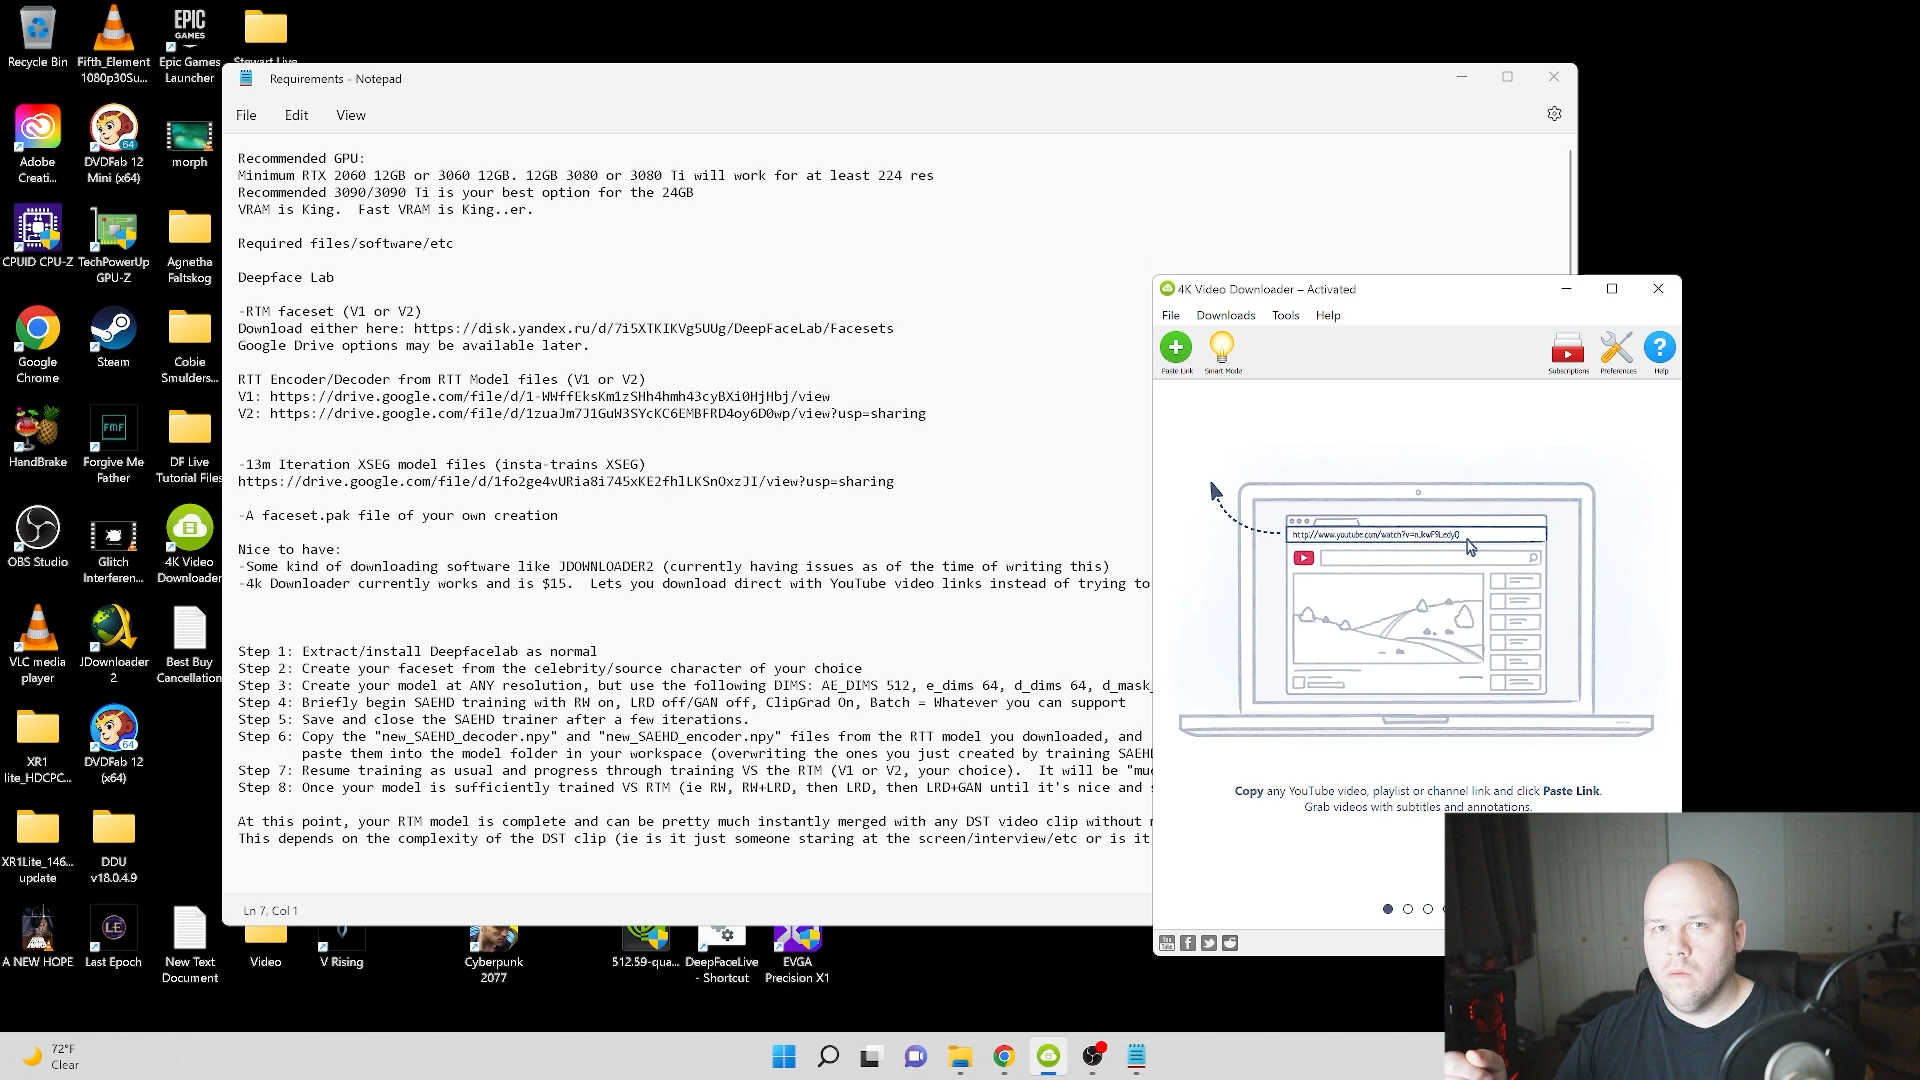 Recycle Bin
Fifth_Element
1080p30Su...
EPIC
GAMES
Epic Games
Launcher
Stewart Live
Adobe
Creati...
DVDFab 12
Mini (x64)
morph
CPUID CPU-Z
TechPowerUp
GPU-Z
Agnetha
Faltskog
Google
Chrome
Steam
Cobie
Smulders...
HandBrake
FMF
Forgive Me
Father
DF Live
Tutorial Files
OBS Studio
Glitch
Interferen...
4K Video
Downloader
VLC media
player
JDownloader
2
Best Buy
Cancellation
XR1
lite_HDCPC...
DVDFab 12
(x64)
XR1Lite_146...
update
DDU
v18.0.4.9
A NEW HOPE
LE
Last Epoch
New Text
Document
Video
V Rising
Cyberpunk
2077
512.59-qua...
DeepFaceLive
- Shortcut
EVGA
Precision X1
Requirements - Notepad
File Edit View
Recommended GPU:
Minimum RTX 2060 12GB or 3060 12GB. 12GB 3080 or 3080 Ti will work for at least 224 res
Recommended 3090/3090 Ti is your best option for the 24GB
VRAM is King.  Fast VRAM is King..er.
Required files/software/etc
Deepface Lab
-RTM faceset (V1 or V2)
Download either here: https://disk.yandex.ru/d/7i5XTKIKVg5UUg/DeepFaceLab/Facesets
Google Drive options may be available later.
RTT Encoder/Decoder from RTT Model files (V1 or V2)
V1: https://drive.google.com/file/d/1-WWffEksKm1zSHh4hmh43cyBXi0HjHbj/view
V2: https://drive.google.com/file/d/1zuaJm7J1GuW3SYcKC6EMBFRD4oy6D0wp/view?usp=sharing
-13m Iteration XSEG model files (insta-trains XSEG)
https://drive.google.com/file/d/1fo2ge4vURia8i745xKE2fhlLKSnOxzJI/view?usp=sharing
-A faceset.pak file of your own creation
Nice to have:
-Some kind of downloading software like JDOWNLOADER2 (currently having issues as of the time of writing this)
-4k Downloader currently works and is $15.  Lets you download direct with YouTube video links instead of trying to
Step 1: Extract/install Deepfacelab as normal
Step 2: Create your faceset from the celebrity/source character of your choice
Step 3: Create your model at ANY resolution, but use the following DIMS: AE_DIMS 512, e_dims 64, d_dims 64, d_mask_
Step 4: Briefly begin SAEHD training with RW on, LRD off/GAN off, ClipGrad On, Batch = Whatever you can support
Step 5: Save and close the SAEHD trainer after a few iterations.
Step 6: Copy the "new_SAEHD_decoder.npy" and "new_SAEHD_encoder.npy" files from the RTT model you downloaded, and
paste them into the model folder in your workspace (overwriting the ones you just created by training SAEHD
Step 7: Resume training as usual and progress through training VS the RTM (V1 or V2, your choice).  It will be "muc
Step 8: Once your model is sufficiently trained VS RTM (ie RW, RW+LRD, then LRD, then LRD+GAN until it's nice and s
At this point, your RTM model is complete and can be pretty much instantly merged with any DST video clip without
This depends on the complexity of the DST clip (ie is it just someone staring at the screen/interview/etc or is it
Ln 7, Col 1
4K Video Downloader – Activated
File Downloads Tools Help
Paste Link Smart Mode Subscriptions Preferences Help
http://www.youtube.com/watch?v=nJkwF9LedyQ
Copy any YouTube video, playlist or channel link and click Paste Link.
Grab videos with subtitles and annotations.
72°F
Clear